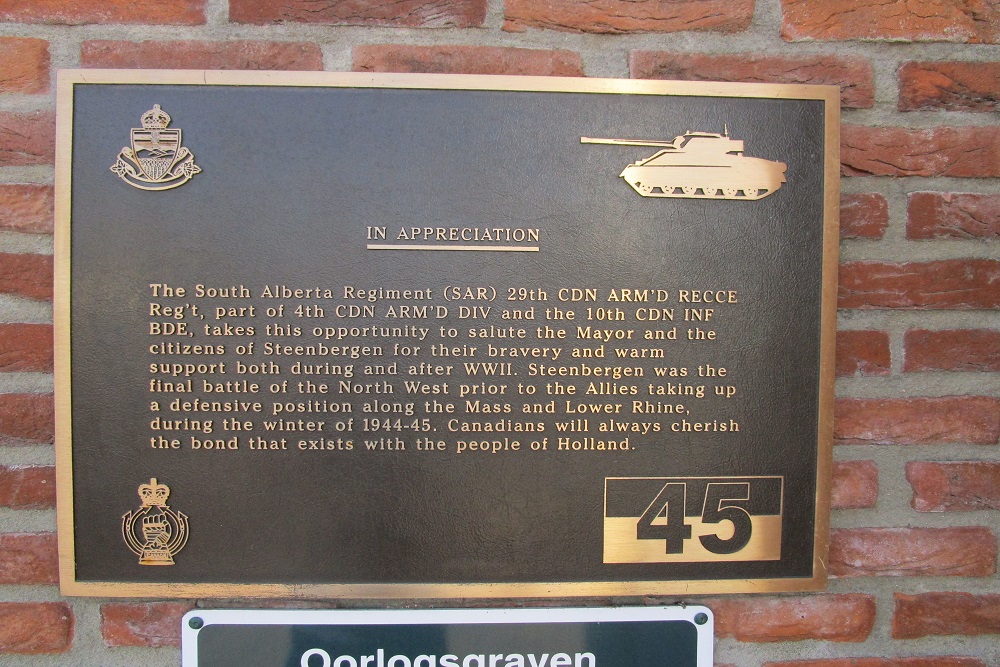 IN APPRECIATION
The South Alberta Regiment (SAR) 29th CDN ARM'D RECCE
Reg't, part of 4th CDN ARM'D DIV and the 10th CDN INF
BDE, takes this opportunity to salute the Mayor and the
citizens of Steenbergen for their bravery and warm
support both during and after WWII. Steenbergen was the
final battle of the North West prior to the Allies taking up
a defensive position along the Mass and Lower Rhine,
during the winter of 1944-45. Canadians will always cherish
the bond that exists with the people of Holland.
45
Oorlogsgraven